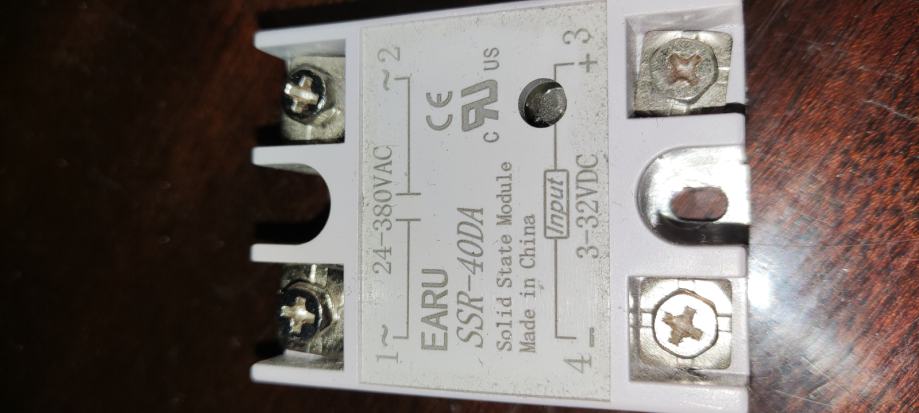 1~ 24-380VAC ~2
EARU CE
SSR-40DA c RU US
Solid State Module
Made in China
Input
4 - 3-32VDC + 3